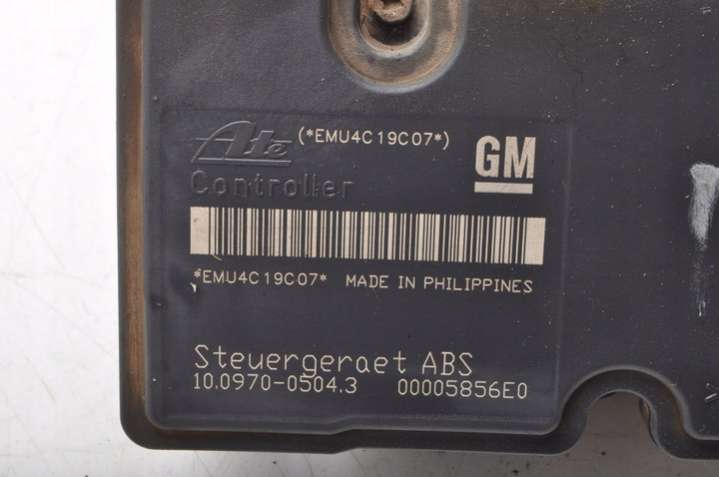 Ate (*EMU4C19C07*) GM
Controller
*EMU4C19C07* MADE IN PHILIPPINES
Steuergeraet ABS
10.0970-0504.3 00005856E0